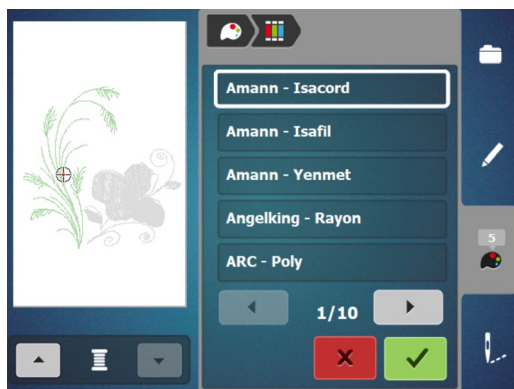 Amann - Isacord
Amann - Isafil
Amann - Yenmet
Angelking - Rayon
5
ARC - Poly
1/10